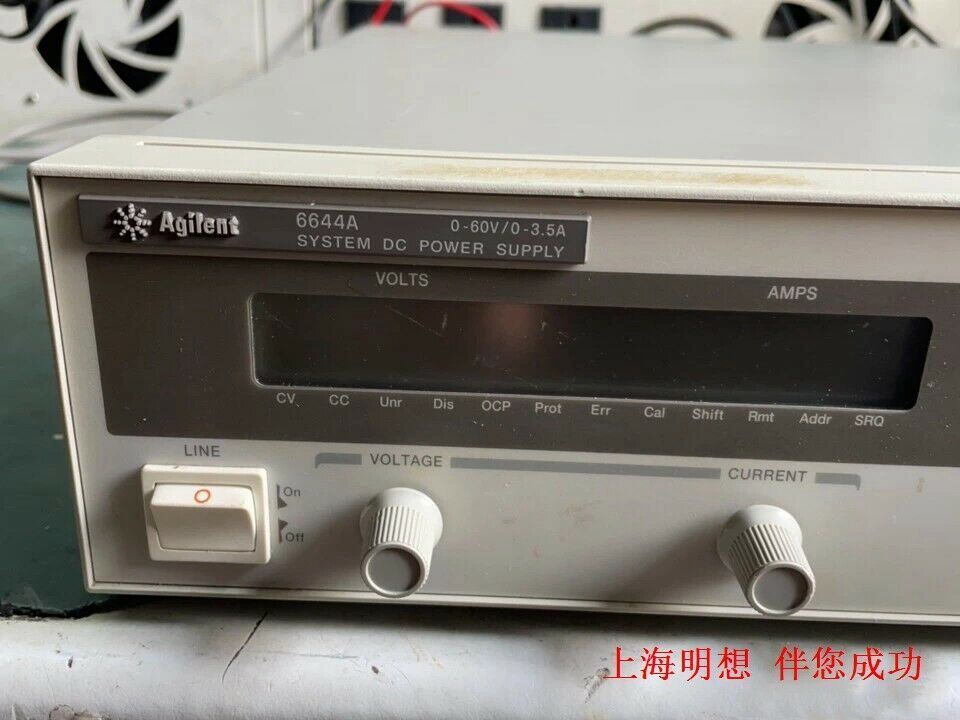 Agilent
6644A 0-60V/0-3.5A
SYSTEM DC POWER SUPPLY
VOLTS AMPS
CV CC Unr Dis OCP Prot Err Cal Shift Rmt Addr SRQ
LINE
VOLTAGE CURRENT
On
Off
上海明想 伴您成功